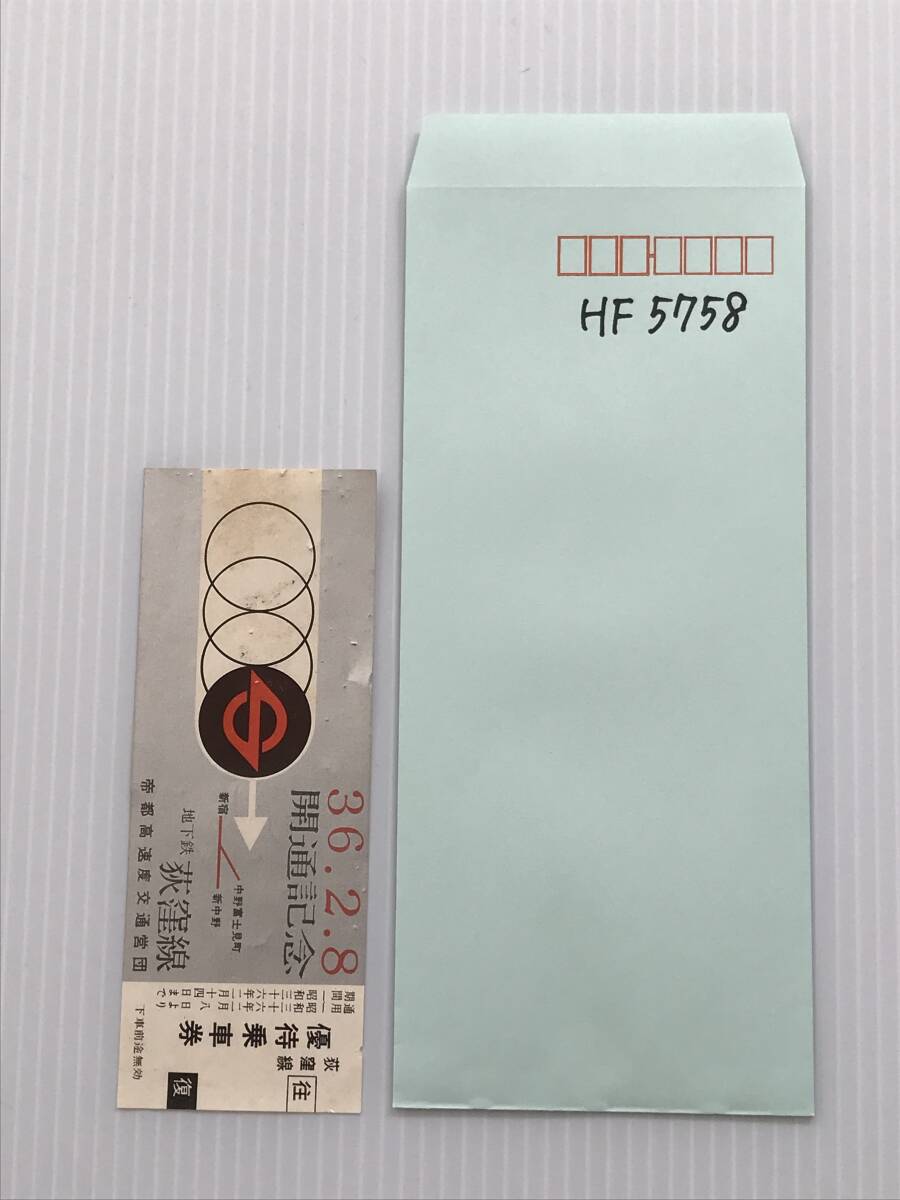 HF 5758
36.2.8
開通記念
地下鉄 荻窪線
帝都高速度交通営団
新宿
中野富士見町
新中野
通用期間
昭和三十六年二月八日より
昭和三十六年二月十四日まで
荻窪線
優待乗車券
往
復
下車前途無効